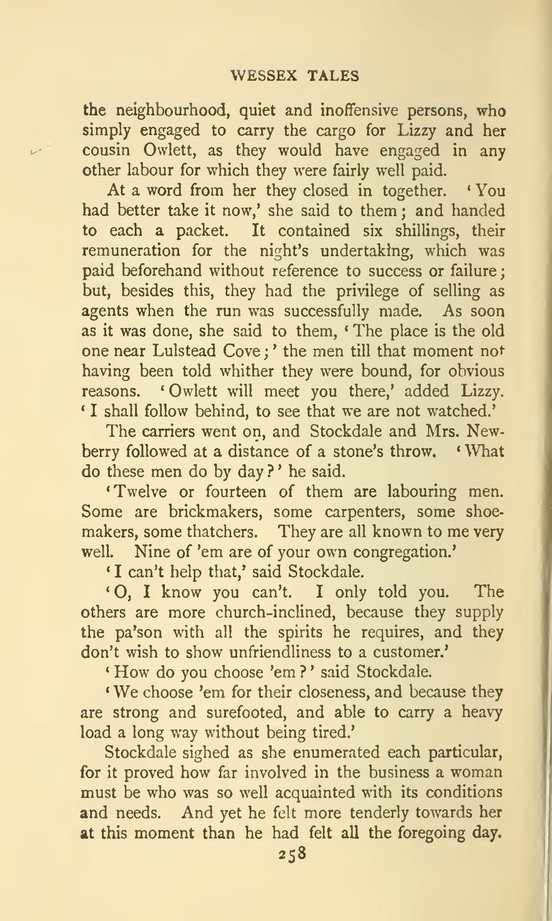 WESSEX TALES
the neighbourhood, quiet and inoffensive persons, who
simply engaged to carry the cargo for Lizzy and her
cousin Owlett, as they would have engaged in any
other labour for which they were fairly well paid.
At a word from her they closed in together. ‘You
had better take it now,’ she said to them; and handed
to each a packet. It contained six shillings, their
remuneration for the night’s undertaking, which was
paid beforehand without reference to success or failure;
but, besides this, they had the privilege of selling as
agents when the run was successfully made. As soon
as it was done, she said to them, ‘The place is the old
one near Lulstead Cove;’ the men till that moment not
having been told whither they were bound, for obvious
reasons. ‘Owlett will meet you there,’ added Lizzy.
‘I shall follow behind, to see that we are not watched.’
The carriers went on, and Stockdale and Mrs. New-
berry followed at a distance of a stone’s throw. ‘What
do these men do by day?’ he said.
‘Twelve or fourteen of them are labouring men.
Some are brickmakers, some carpenters, some shoe-
makers, some thatchers. They are all known to me very
well. Nine of ’em are of your own congregation.’
‘I can’t help that,’ said Stockdale.
‘O, I know you can’t. I only told you. The
others are more church-inclined, because they supply
the pa’son with all the spirits he requires, and they
don’t wish to show unfriendliness to a customer.’
‘How do you choose ’em?’ said Stockdale.
‘We choose ’em for their closeness, and because they
are strong and surefooted, and able to carry a heavy
load a long way without being tired.’
Stockdale sighed as she enumerated each particular,
for it proved how far involved in the business a woman
must be who was so well acquainted with its conditions
and needs. And yet he felt more tenderly towards her
at this moment than he had felt all the foregoing day.
258